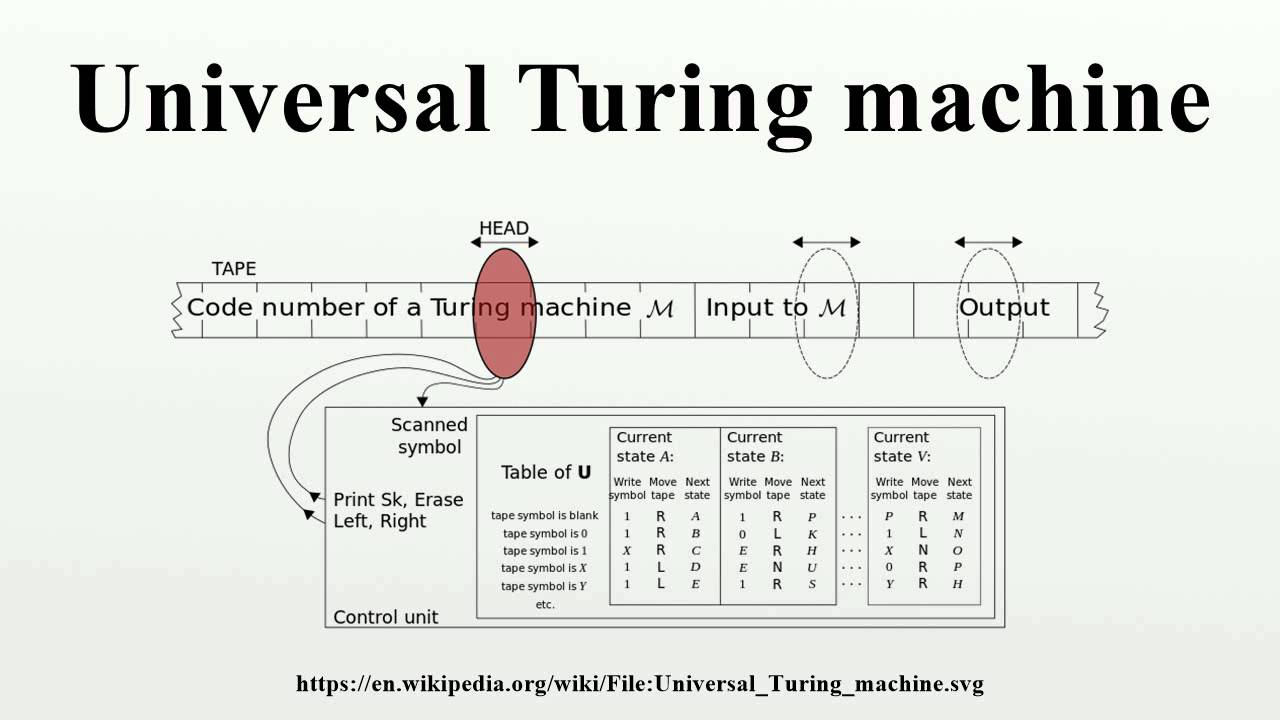 Universal Turing machine
HEAD
TAPE
Code number of a Turing machine ℳ Input to ℳ Output
Scanned
symbol
Print Sk, Erase
Left, Right
Control unit
Table of U
Current
state A:
Current
state B:
Current
state V:
Write Move Next Write Move Next Write Move Next
symbol tape state symbol tape state symbol tape state
tape symbol is blank 1 R A 1 R P · · · P R M
tape symbol is 0 1 R B 0 L K · · · 1 L N
tape symbol is 1 X R C E R H · · · X N O
tape symbol is X 1 L D E N U · · · 0 R P
tape symbol is Y 1 L E 1 R S · · · Y R H
etc.
https://en.wikipedia.org/wiki/File:Universal_Turing_machine.svg